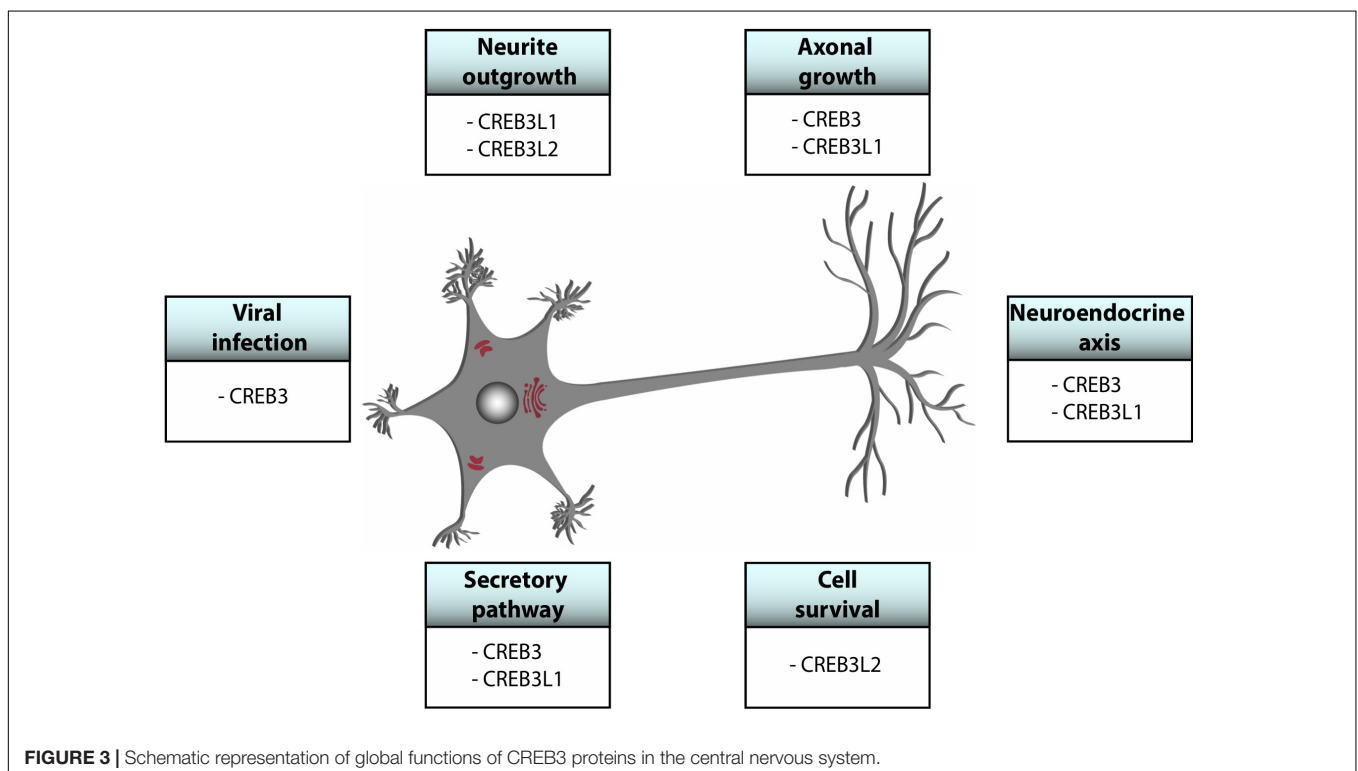 Neurite
outgrowth
- CREB3L1
- CREB3L2
Axonal
growth
- CREB3
- CREB3L1
Viral
infection
- CREB3
Neuroendocrine
axis
- CREB3
- CREB3L1
Secretory
pathway
- CREB3
- CREB3L1
Cell
survival
- CREB3L2
FIGURE 3 | Schematic representation of global functions of CREB3 proteins in the central nervous system.